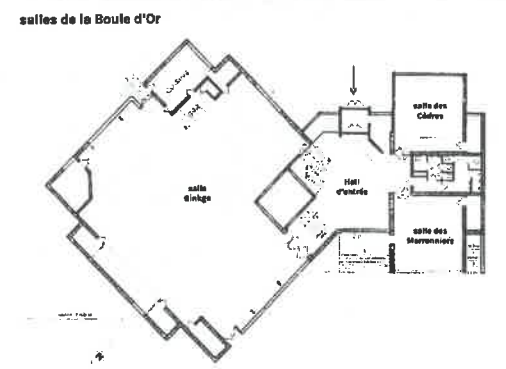 salles de la Boule d'Or
salle des
Cèdres
salle
Ginkgo
Hall
d'entrée
salle des
Marronniers